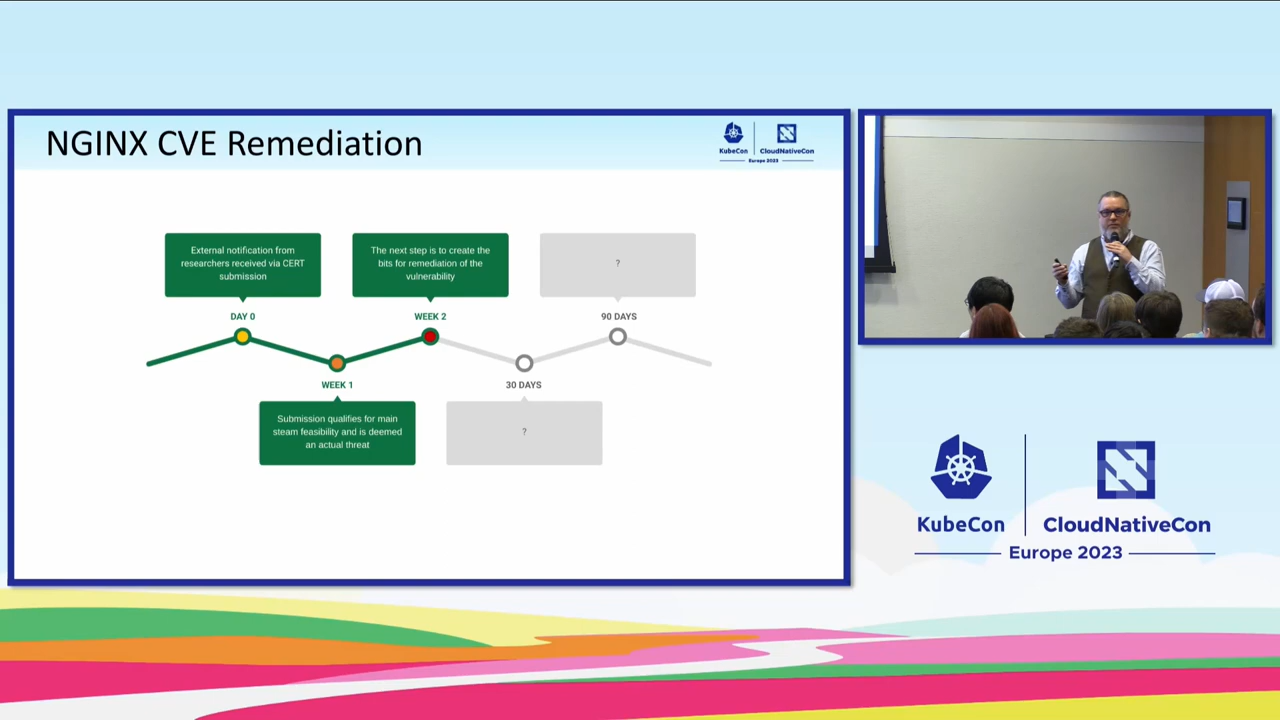 NGINX CVE Remediation
KubeCon
CloudNativeCon
Europe 2023
External notification from
researchers received via CERT
submission
The next step is to create the
bits for remediation of the
vulnerability
?
DAY 0
WEEK 2
90 DAYS
WEEK 1
30 DAYS
Submission qualifies for main
steam feasibility and is deemed
an actual threat
?
KubeCon
CloudNativeCon
Europe 2023